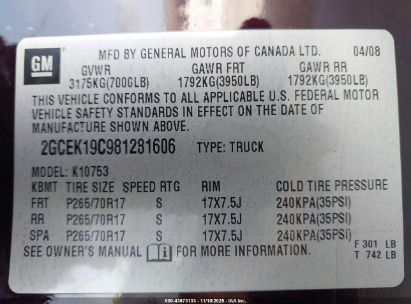 GM
MFD BY GENERAL MOTORS OF CANADA LTD. 04/08
GVWR GAWR FRT GAWR RR
3175KG(7000LB) 1792KG(3950LB) 1792KG(3950LB)
THIS VEHICLE CONFORMS TO ALL APPLICABLE U.S. FEDERAL MOTOR
VEHICLE SAFETY STANDARDS IN EFFECT ON THE DATE OF
MANUFACTURE SHOWN ABOVE.
2GCEK19C981281606 TYPE: TRUCK
MODEL: K10753
KBMT TIRE SIZE SPEED RTG RIM COLD TIRE PRESSURE
FRT P265/70R17 S 17X7.5J 240KPA(35PSI)
RR P265/70R17 S 17X7.5J 240KPA(35PSI)
SPA P265/70R17 S 17X7.5J 240KPA(35PSI)
SEE OWNER'S MANUAL FOR MORE INFORMATION.
F 301 LB
T 742 LB